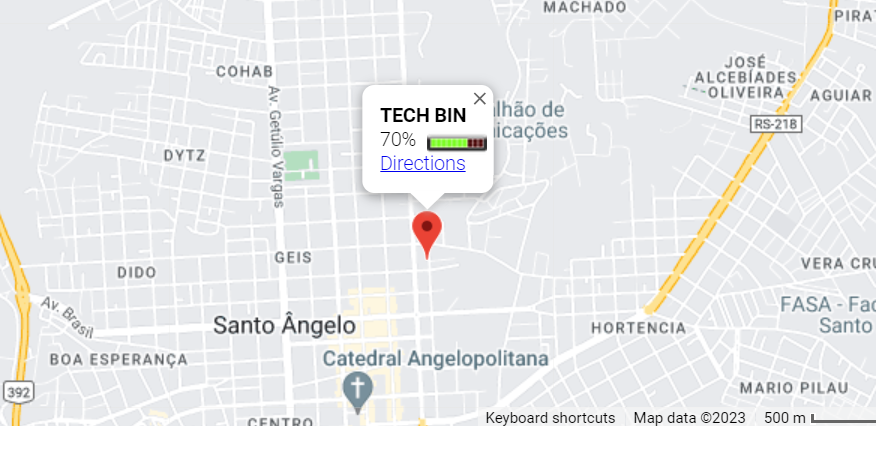 MACHADO
PIRAT
JOSÉ
ALCEBÍADES
OLIVEIRA
COHAB
Av. Getúlio Vargas
AGUIAR
TECH BIN
70%
Directions
ulhão de
nicações
RS-218
DYTZ
GEIS
DIDO
VERA CRU
Av. Brasil
Santo Ângelo
FASA - Fac
Santo
HORTENCIA
BOA ESPERANÇA
Catedral Angelopolitana
392
MARIO PILAU
CENTRO
Keyboard shortcuts
Map data ©2023
500 m